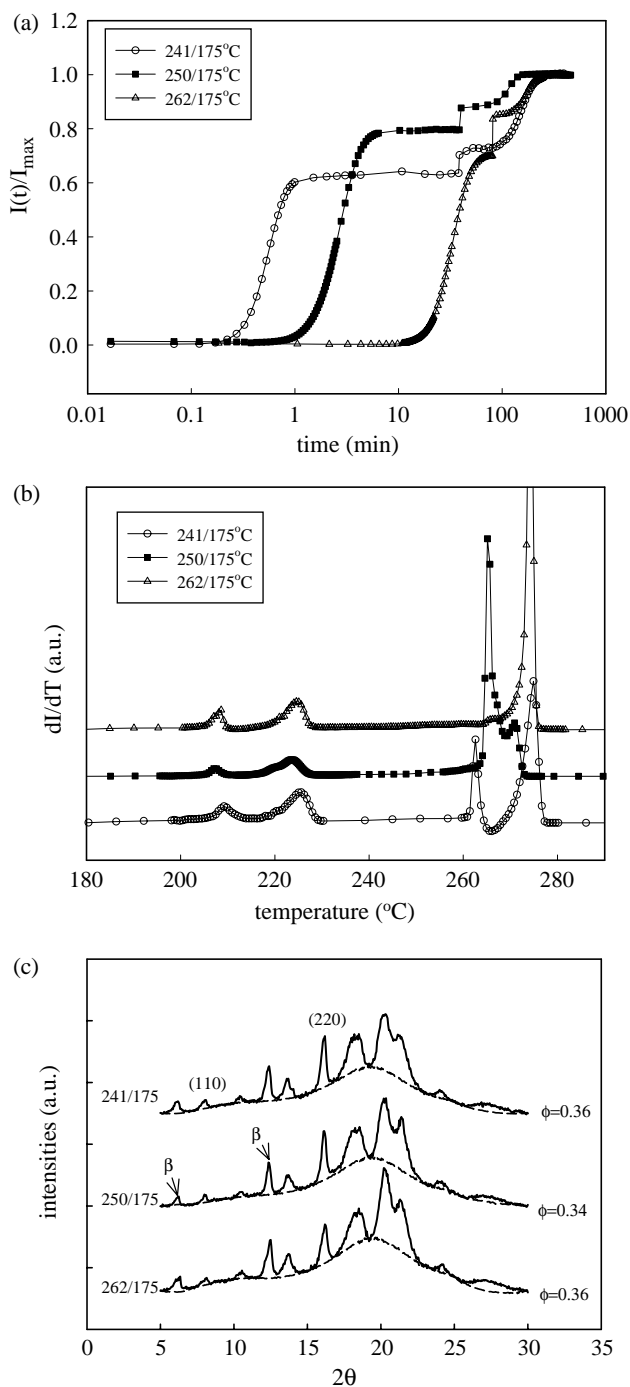 (a)
1.2
1.0
0.8
0.6
0.4
0.2
0.0
I(t)/I_max
241/175°C
250/175°C
262/175°C
0.01 0.1 1 10 100 1000
time (min)
(b)
241/175°C
250/175°C
262/175°C
dI/dT (a.u.)
180 200 220 240 260 280
temperature (°C)
(c)
(220)
(110)
241/175
ϕ=0.36
β
β
250/175
ϕ=0.34
262/175
ϕ=0.36
intensities (a.u.)
0 5 10 15 20 25 30 35
2θ